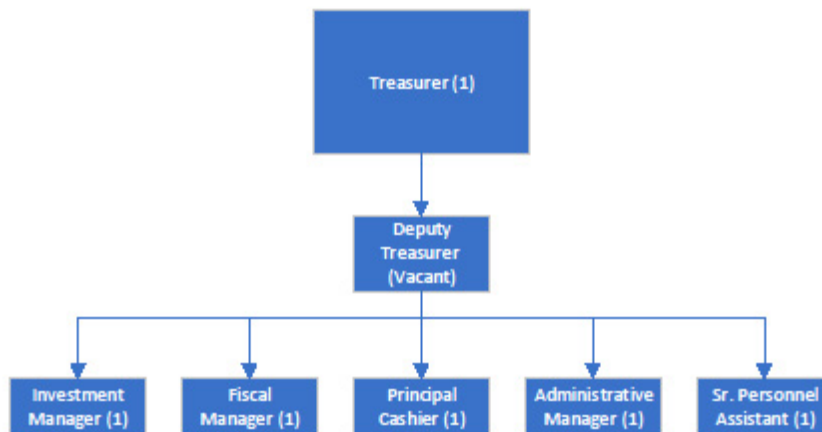 Treasurer (1)
Deputy
Treasurer
(Vacant)
Investment
Manager (1)
Fiscal
Manager (1)
Principal
Cashier (1)
Administrative
Manager (1)
Sr. Personnel
Assistant (1)